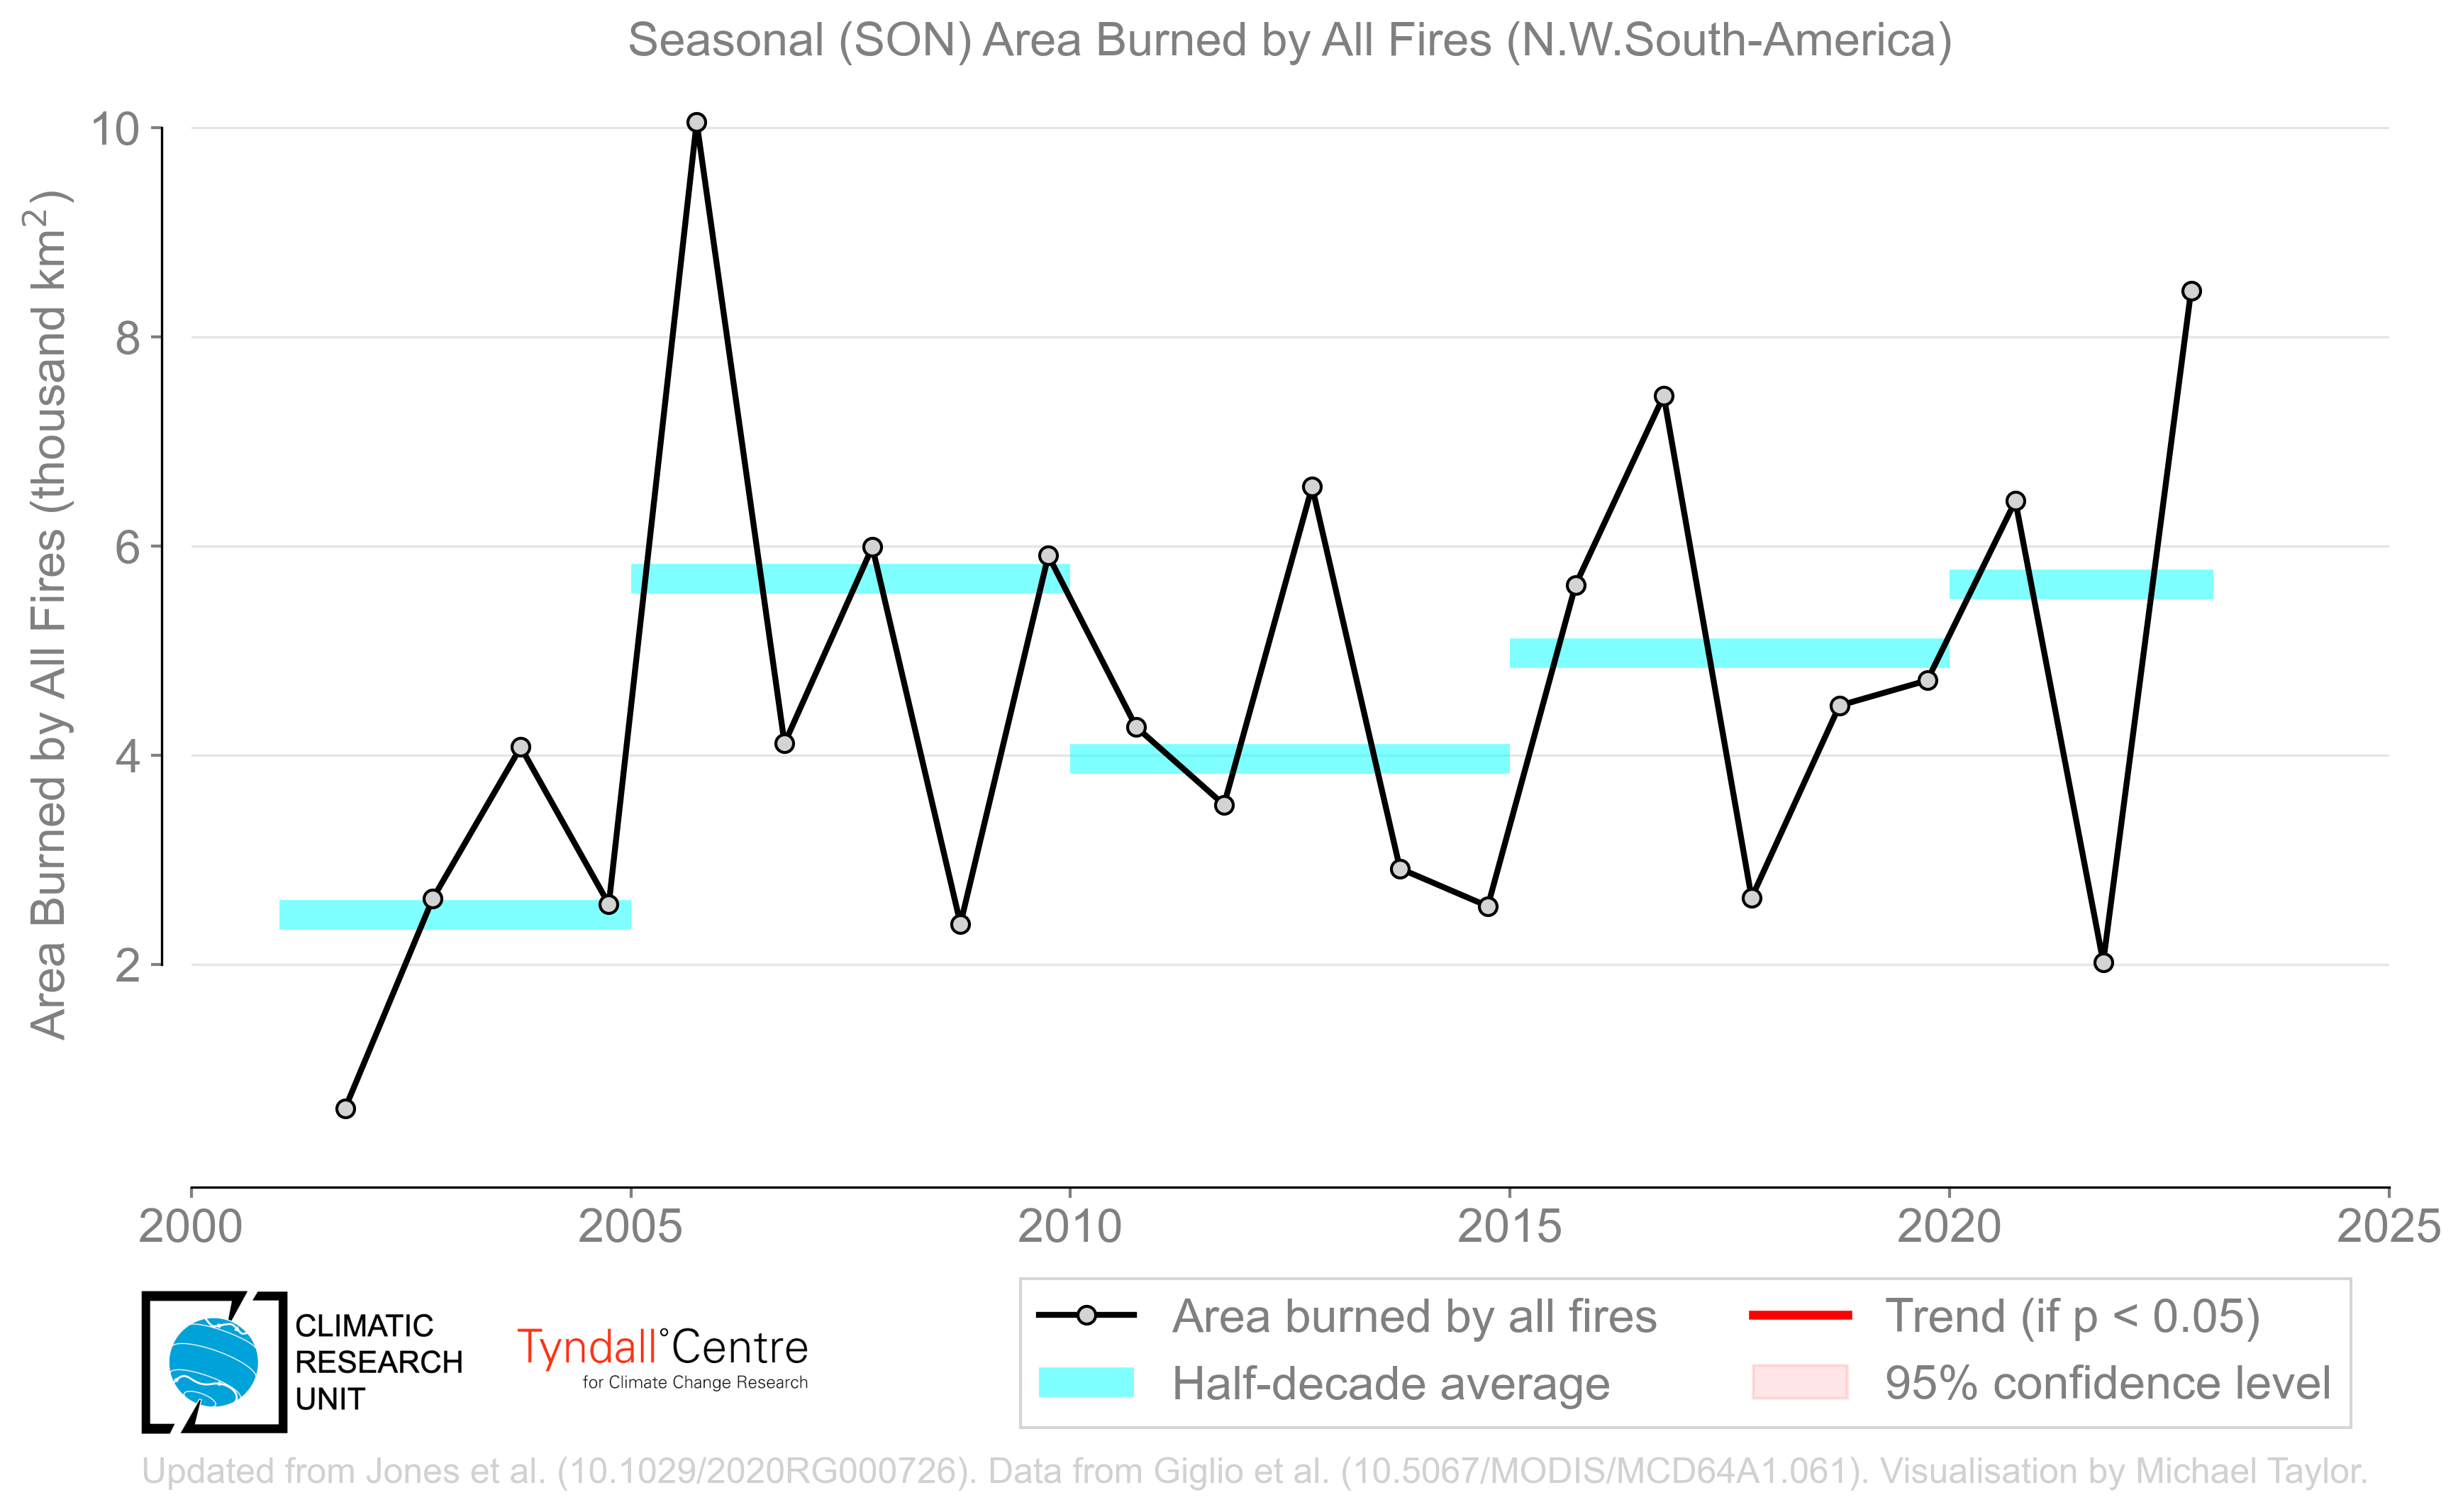 Seasonal (SON) Area Burned by All Fires (N.W.South-America)
Area Burned by All Fires (thousand km²)
10
8
6
4
2
2000 2005 2010 2015 2020 2025
CLIMATIC
RESEARCH
UNIT
Tyndall°Centre
for Climate Change Research
Area burned by all fires
Half-decade average
Trend (if p < 0.05)
95% confidence level
Updated from Jones et al. (10.1029/2020RG000726). Data from Giglio et al. (10.5067/MODIS/MCD64A1.061). Visualisation by Michael Taylor.